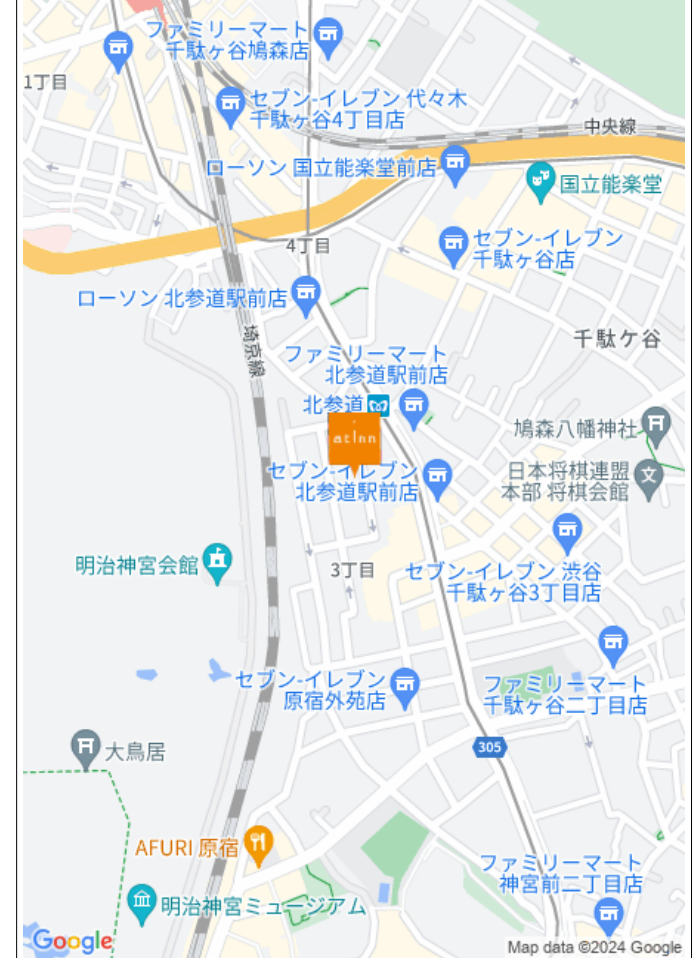 ファミリーマート
千駄ヶ谷鳩森店
1丁目
セブン-イレブン 代々木
千駄ヶ谷4丁目店
中央線
ローソン 国立能楽堂前店
国立能楽堂
セブン-イレブン
千駄ヶ谷店
4丁目
ローソン 北参道駅前店
埼京線
千駄ケ谷
ファミリーマート
北参道駅前店
北参道
atinn
鳩森八幡神社
セブン-イレブン
北参道駅前店
日本将棋連盟
本部 将棋会館
明治神宮会館
3丁目
セブン-イレブン 渋谷
千駄ヶ谷3丁目店
セブン-イレブン
原宿外苑店
ファミリーマート
千駄ヶ谷二丁目店
大鳥居
305
AFURI 原宿
ファミリーマート
神宮前二丁目店
明治神宮ミュージアム
Google
Map data ©2024 Google